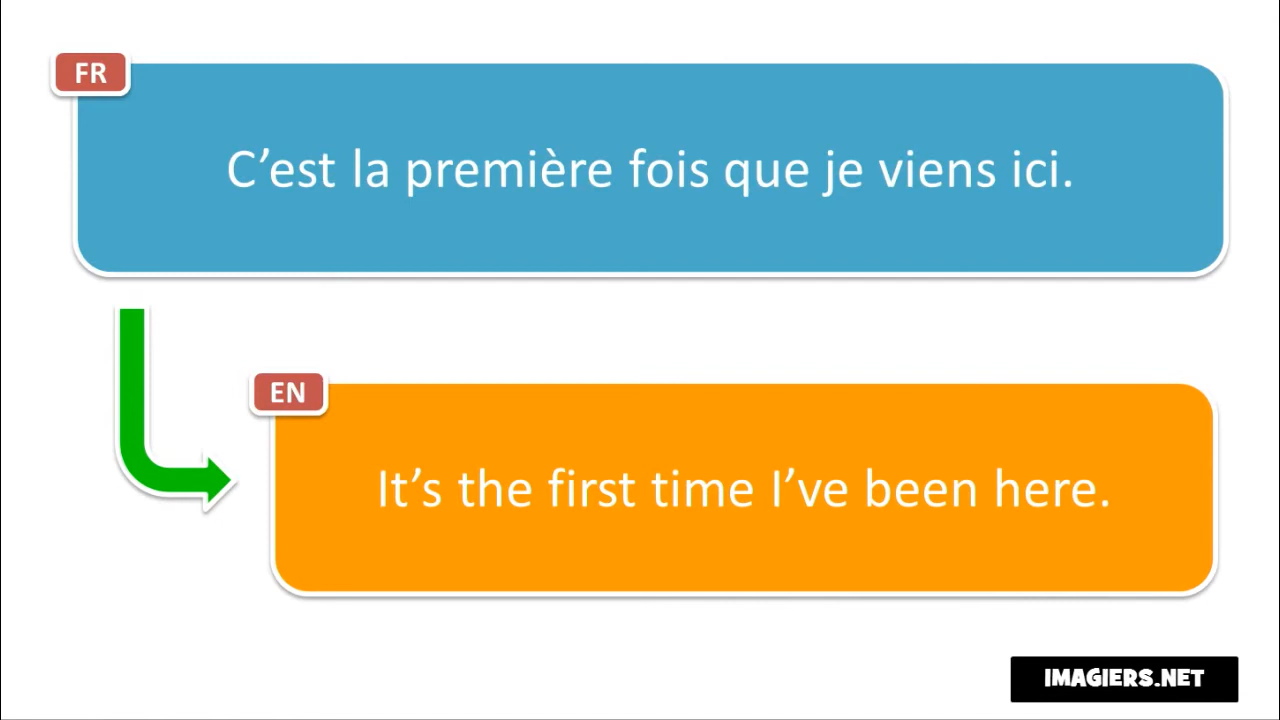 FR
C’est la première fois que je viens ici.
EN
It’s the first time I’ve been here.
IMAGIERS.NET